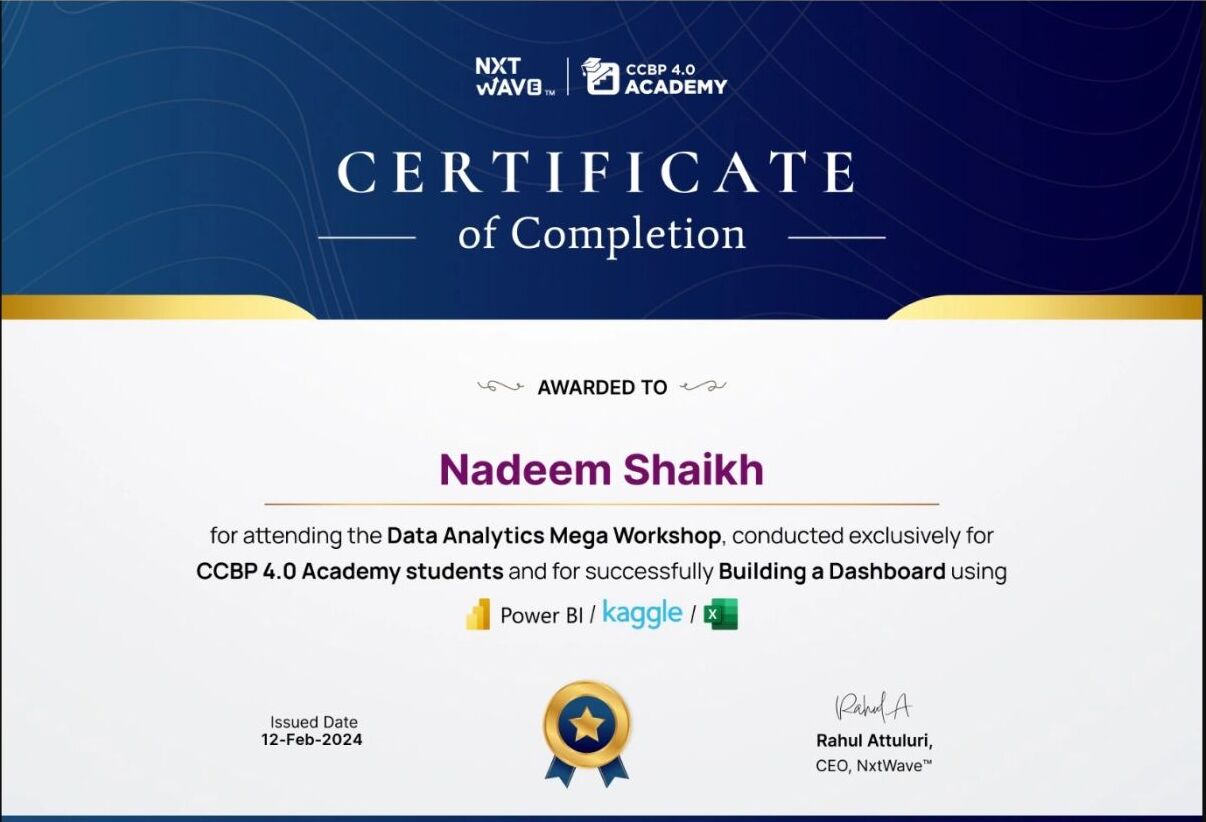 NXT
WAVE™
CCBP 4.0
ACADEMY
CERTIFICATE
of Completion
AWARDED TO
Nadeem Shaikh
for attending the Data Analytics Mega Workshop, conducted exclusively for
CCBP 4.0 Academy students and for successfully Building a Dashboard using
Power BI / kaggle / X
Issued Date
12-Feb-2024
Rahul A
Rahul Attuluri,
CEO, NxtWave™